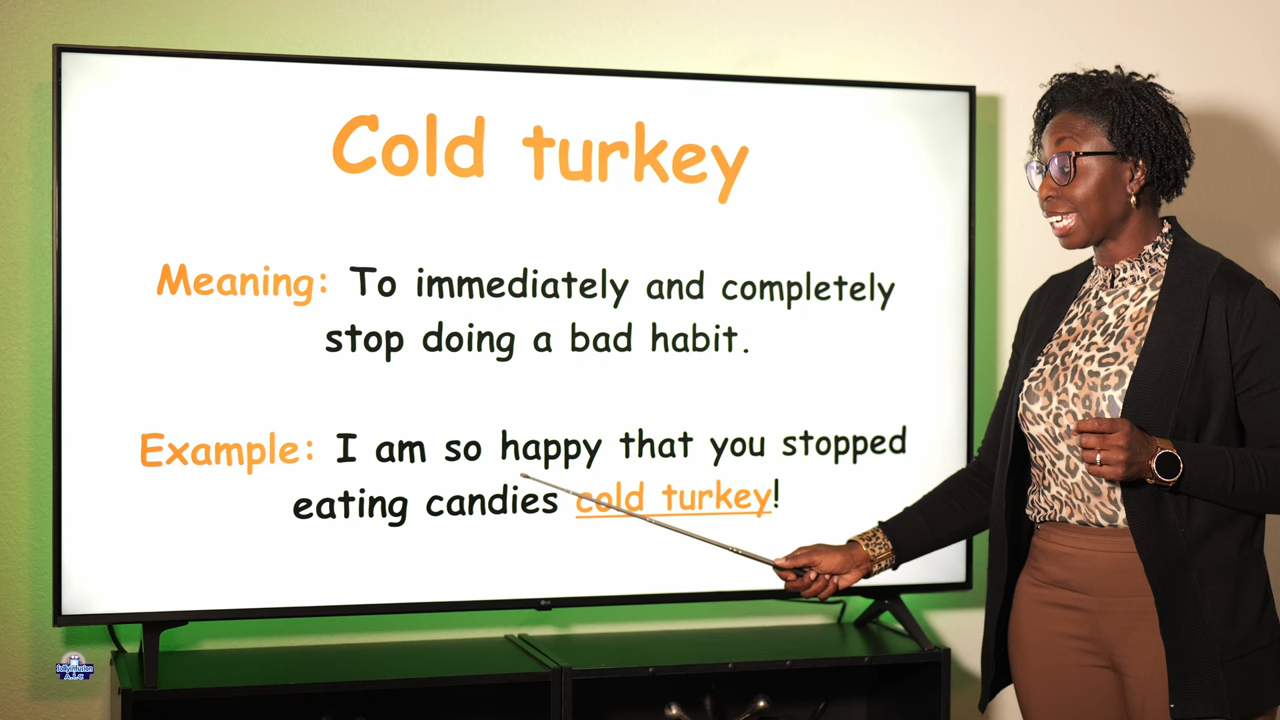 Cold turkey
Meaning: To immediately and completely
stop doing a bad habit.
Example: I am so happy that you stopped
eating candies cold turkey!
LG